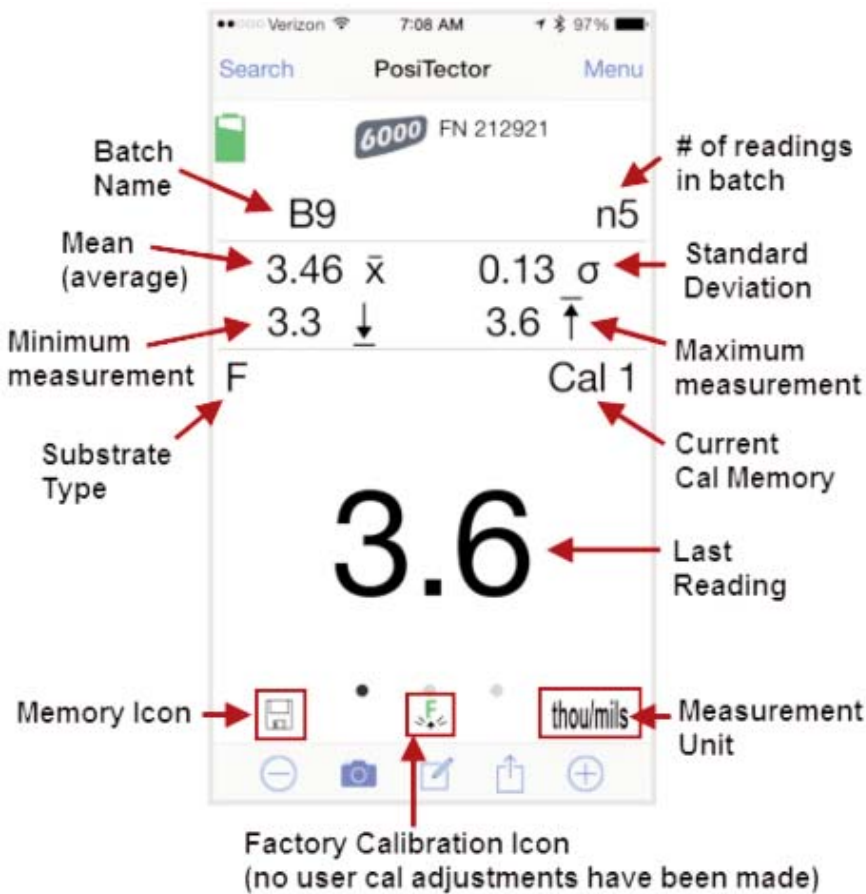 Verizon 7:08 AM 97%
Search PosiTector Menu
6000 FN 212921
Batch
Name
# of readings
in batch
B9 n5
Mean
(average)
3.46 x̄ 0.13 σ
Standard
Deviation
Minimum
measurement
3.3 3.6
Maximum
measurement
F Cal 1
Substrate
Type
Current
Cal Memory
3.6
Last
Reading
Memory Icon
F
thou/mils
Measurement
Unit
Factory Calibration Icon
(no user cal adjustments have been made)